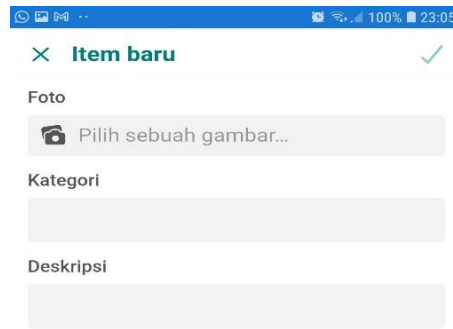 100% 23:05
Item baru
Foto
Pilih sebuah gambar...
Kategori
Deskripsi